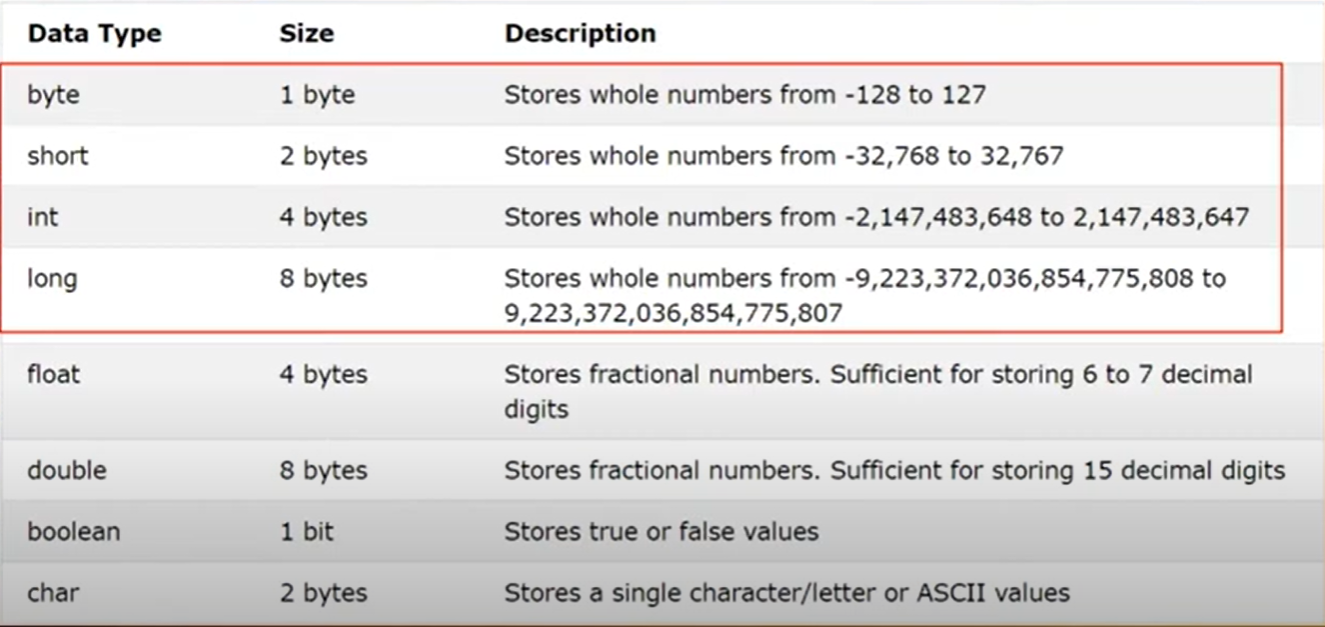 Data Type Size Description
byte 1 byte Stores whole numbers from -128 to 127
short 2 bytes Stores whole numbers from -32,768 to 32,767
int 4 bytes Stores whole numbers from -2,147,483,648 to 2,147,483,647
long 8 bytes Stores whole numbers from -9,223,372,036,854,775,808 to
9,223,372,036,854,775,807
float 4 bytes Stores fractional numbers. Sufficient for storing 6 to 7 decimal
digits
double 8 bytes Stores fractional numbers. Sufficient for storing 15 decimal digits
boolean 1 bit Stores true or false values
char 2 bytes Stores a single character/letter or ASCII values